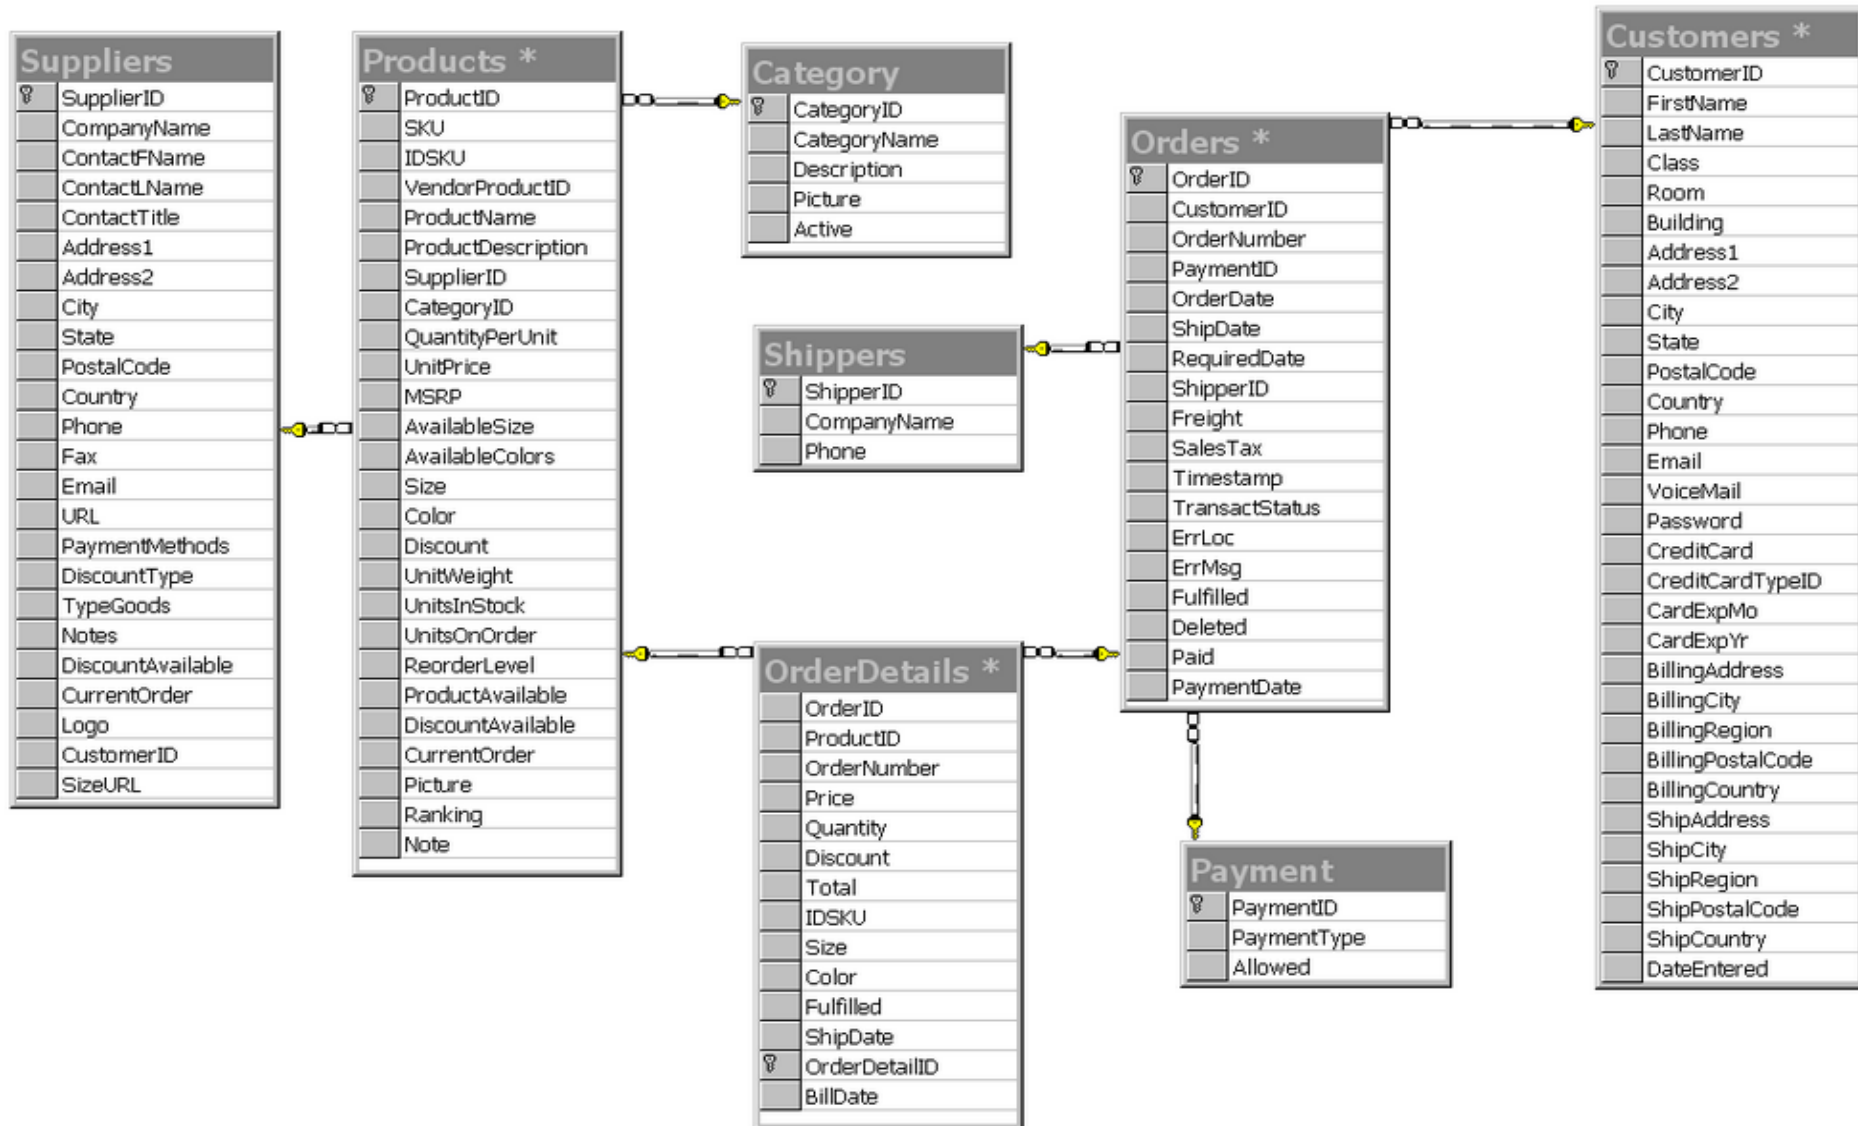 Suppliers
SupplierID
CompanyName
ContactFName
ContactLName
ContactTitle
Address1
Address2
City
State
PostalCode
Country
Phone
Fax
Email
URL
PaymentMethods
DiscountType
TypeGoods
Notes
DiscountAvailable
CurrentOrder
Logo
CustomerID
SizeURL
Products *
ProductID
SKU
IDSKU
VendorProductID
ProductName
ProductDescription
SupplierID
CategoryID
QuantityPerUnit
UnitPrice
MSRP
AvailableSize
AvailableColors
Size
Color
Discount
UnitWeight
UnitsInStock
UnitsOnOrder
ReorderLevel
ProductAvailable
DiscountAvailable
CurrentOrder
Picture
Ranking
Note
Category
CategoryID
CategoryName
Description
Picture
Active
Shippers
ShipperID
CompanyName
Phone
OrderDetails *
OrderID
ProductID
OrderNumber
Price
Quantity
Discount
Total
IDSKU
Size
Color
Fulfilled
ShipDate
OrderDetailID
BillDate
Orders *
OrderID
CustomerID
OrderNumber
PaymentID
OrderDate
ShipDate
RequiredDate
ShipperID
Freight
SalesTax
Timestamp
TransactStatus
ErrLoc
ErrMsg
Fulfilled
Deleted
Paid
PaymentDate
Payment
PaymentID
PaymentType
Allowed
Customers *
CustomerID
FirstName
LastName
Class
Room
Building
Address1
Address2
City
State
PostalCode
Country
Phone
Email
VoiceMail
Password
CreditCard
CreditCardTypeID
CardExpMo
CardExpYr
BillingAddress
BillingCity
BillingRegion
BillingPostalCode
BillingCountry
ShipAddress
ShipCity
ShipRegion
ShipPostalCode
ShipCountry
DateEntered